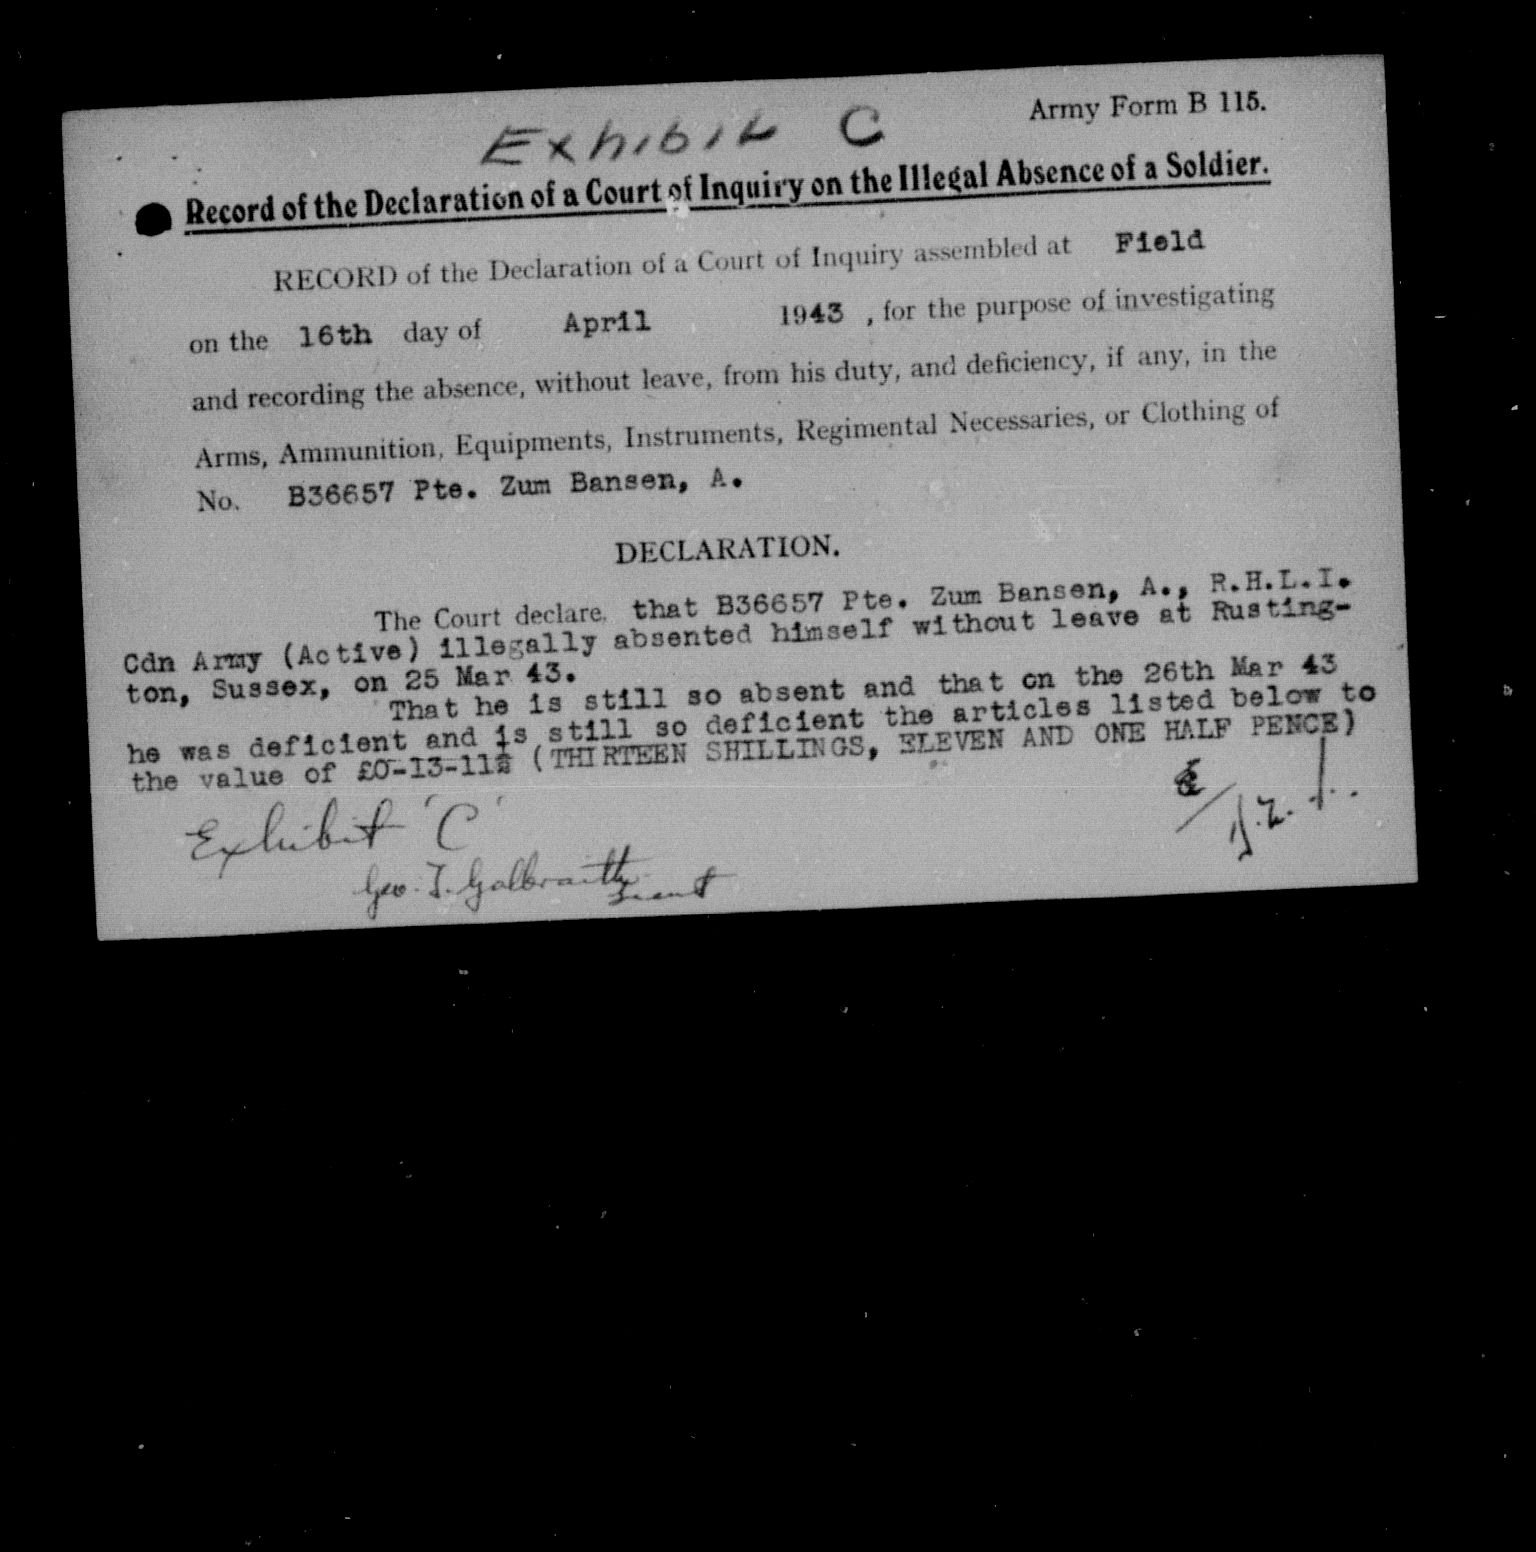 Army Form B 115.
Exhibit C
Record of the Declaration of a Court of Inquiry on the Illegal Absence of a Soldier.
RECORD of the Declaration of a Court of Inquiry assembled at Field
on the 16th day of April 1943 , for the purpose of investigating
and recording the absence, without leave, from his duty, and deficiency, if any, in the
Arms, Ammunition, Equipments, Instruments, Regimental Necessaries, or Clothing of
No. B36657 Pte. Zum Bansen, A.
DECLARATION.
The Court declare, that B36657 Pte. Zum Bansen, A., R.H.L.I.
Cdn Army (Active) illegally absented himself without leave at Rusting-
ton, Sussex, on 25 Mar 43.
That he is still so absent and that on the 26th Mar 43
he was deficient and is still so deficient the articles listed below to
the value of £0-13-11½ (THIRTEEN SHILLINGS, ELEVEN AND ONE HALF PENCE)
Exhibit 'C'
Geo. T. Galbraith